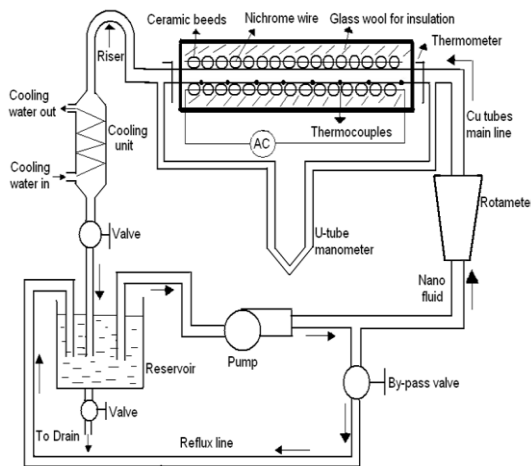 Ceramic beeds
Nichrome wire
Glass wool for insulation
Thermometer
Riser
Cooling
water out
Cooling
unit
Cooling
water in
Thermocouples
AC
Cu tubes
main line
Rotamete
U-tube
manometer
Valve
Nano
fluid
Pump
Reservoir
By-pass valve
Valve
To Drain
Reflux line